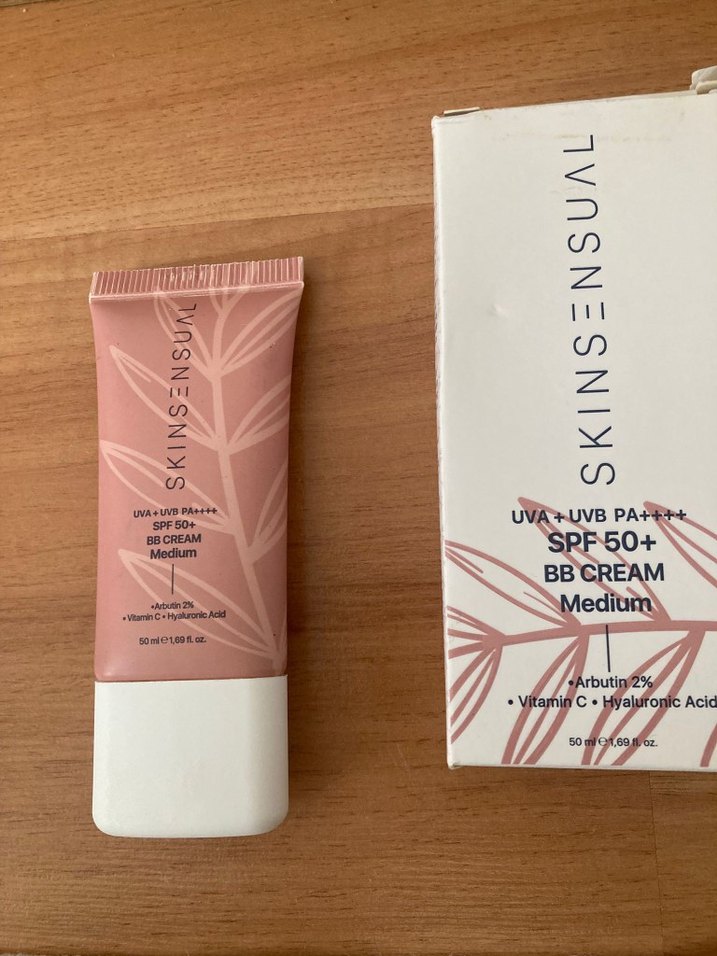 SKINSENSUAL
UVA + UVB PA++++
SPF 50+
BB CREAM
Medium
•Arbutin 2%
• Vitamin C • Hyaluronic Acid
50 ml ℮ 1,69 fl. oz.
SKINSENSUAL
UVA + UVB PA++++
SPF 50+
BB CREAM
Medium
•Arbutin 2%
• Vitamin C • Hyaluronic Acid
50 ml ℮ 1,69 fl. oz.